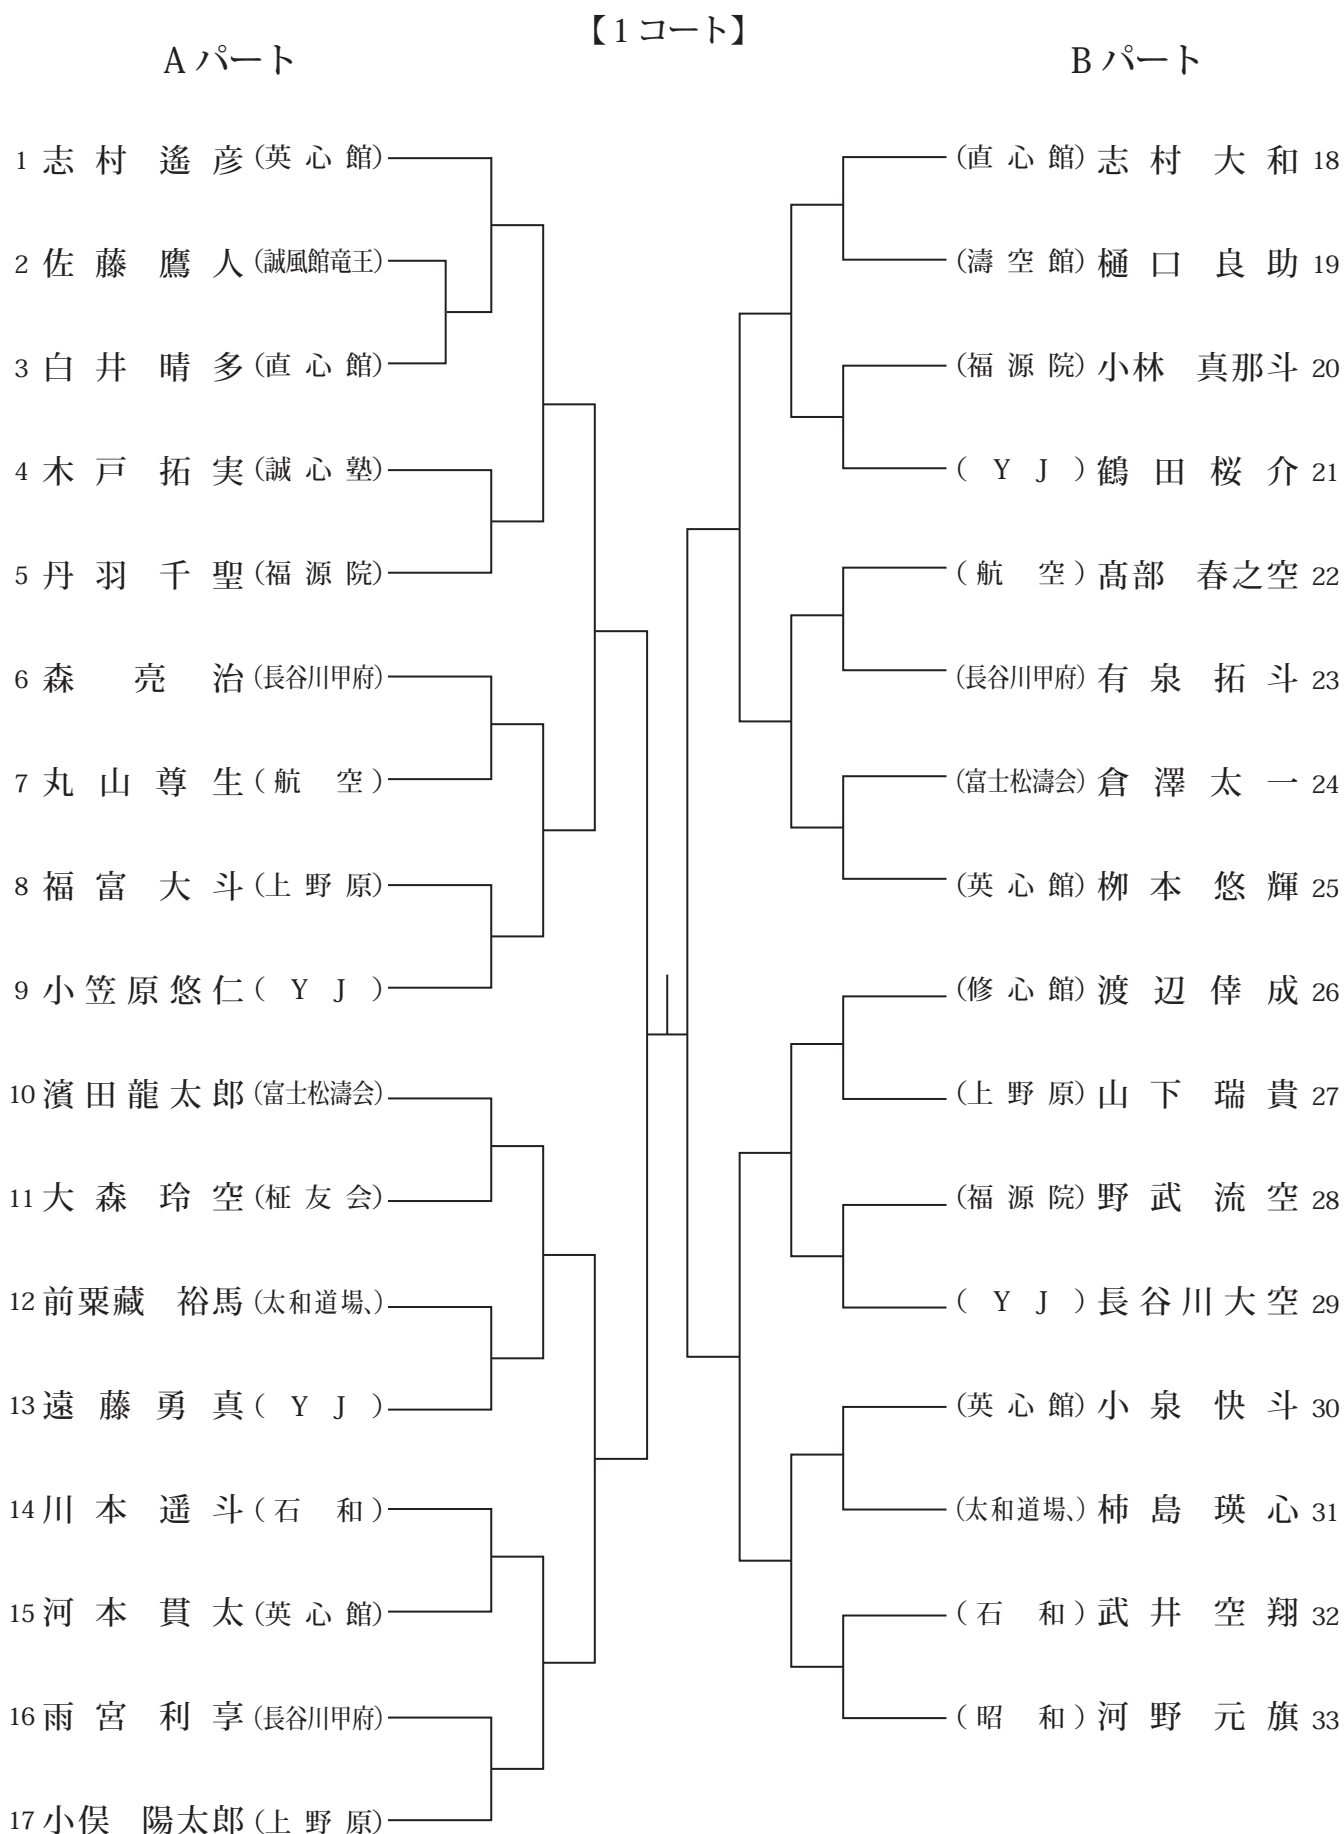 【1 コート】
A パート
B パート
1 志村 遙彦 (英心館)
2 佐藤 鷹人 (誠風館竜王)
3 白井 晴多 (直心館)
4 木戸 拓実 (誠心塾)
5 丹羽 千聖 (福源院)
6 森 亮治 (長谷川甲府)
7 丸山 尊生 (航空)
8 福富 大斗 (上野原)
9 小笠原悠仁 (YJ)
10 濱田龍太郎 (富士松濤会)
11 大森 玲空 (柾友会)
12 前粟藏 裕馬 (太和道場、)
13 遠藤勇真 (YJ)
14 川本 遥斗 (石和)
15 河本 貫太 (英心館)
16 雨宮 利享 (長谷川甲府)
17 小俣 陽太郎 (上野原)
(直心館) 志村 大和 18
(濤空館) 樋口 良助 19
(福源院) 小林 真那斗 20
(YJ) 鶴田桜介 21
(航空) 髙部 春之空 22
(長谷川甲府) 有泉 拓斗 23
(富士松濤会) 倉澤太一 24
(英心館) 栁本 悠輝 25
(修心館) 渡辺倖成 26
(上野原) 山下 瑞貴 27
(福源院) 野武 流空 28
(YJ) 長谷川大空 29
(英心館) 小泉 快斗 30
(太和道場、) 柿島 瑛心 31
(石和) 武井 空翔 32
(昭和) 河野 元旗 33